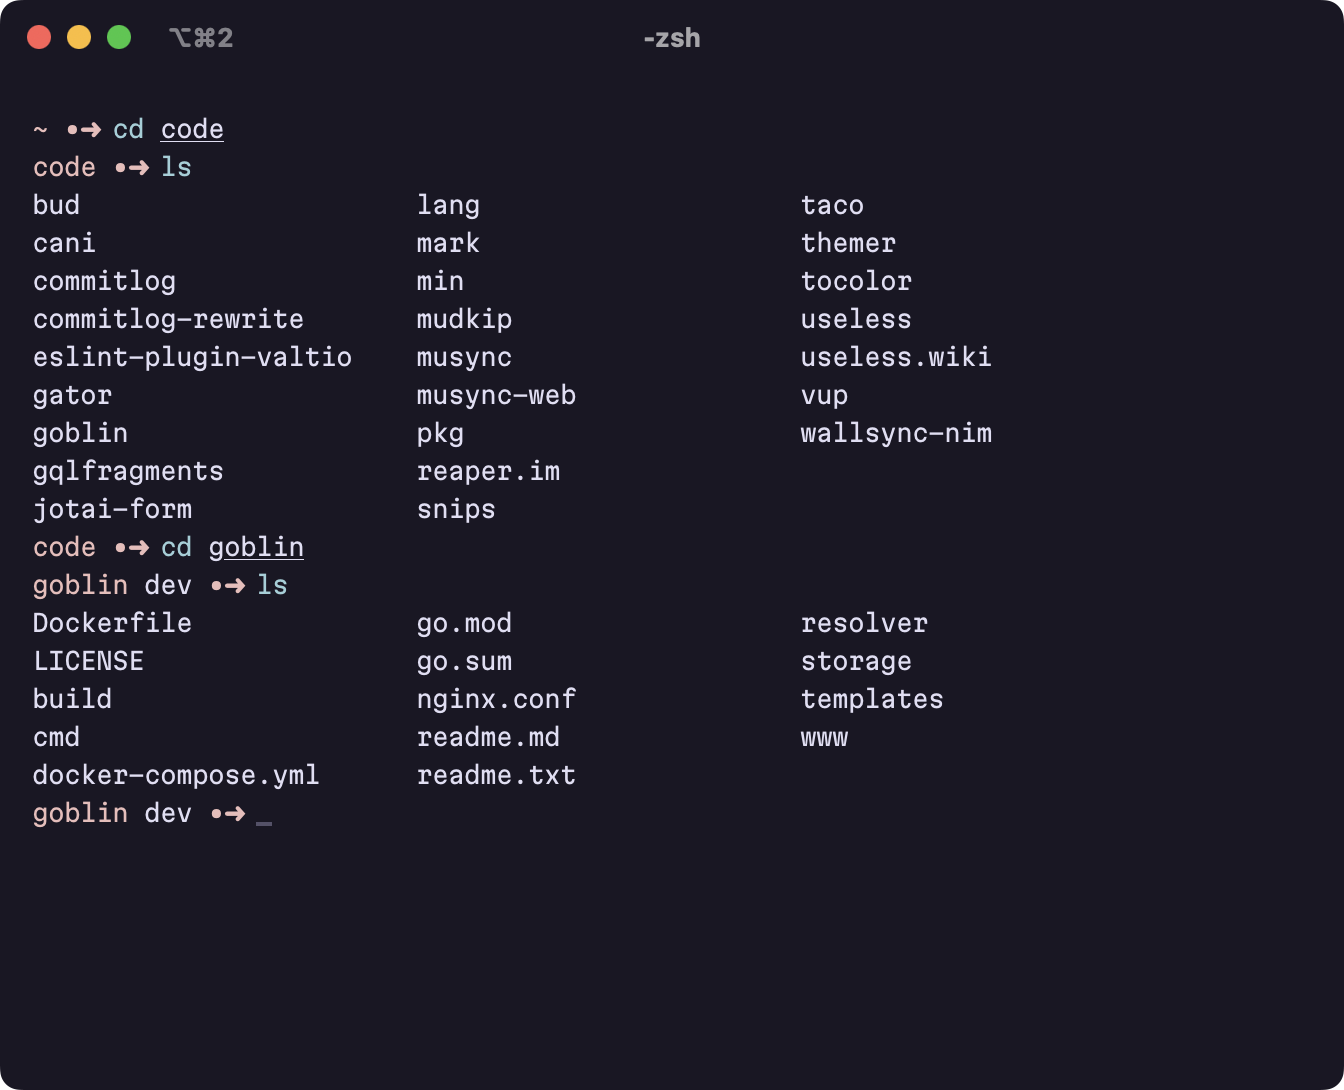 ⌥⌘2 -zsh
~ •➜ cd code
code •➜ ls
bud lang taco
cani mark themer
commitlog min tocolor
commitlog-rewrite mudkip useless
eslint-plugin-valtio musync useless.wiki
gator musync-web vup
goblin pkg wallsync-nim
gqlfragments reaper.im
jotai-form snips
code •➜ cd goblin
goblin dev •➜ ls
Dockerfile go.mod resolver
LICENSE go.sum storage
build nginx.conf templates
cmd readme.md www
docker-compose.yml readme.txt
goblin dev •➜ _